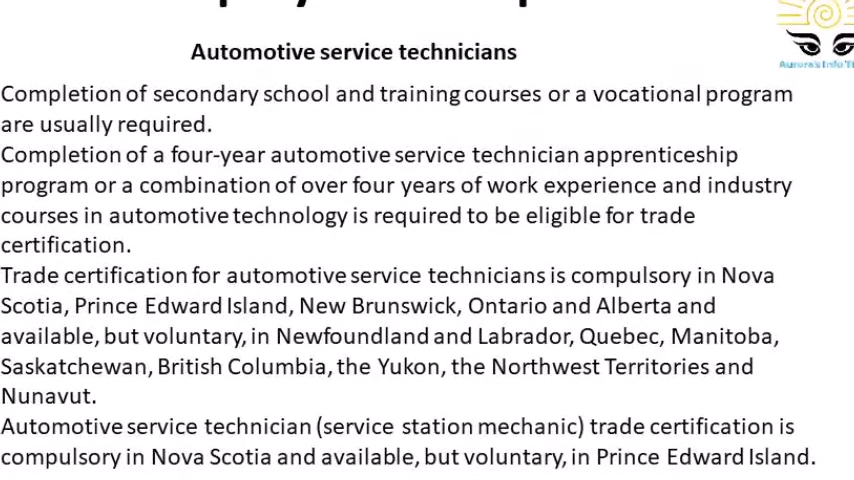 Automotive service technicians
Completion of secondary school and training courses or a vocational program
are usually required.
Completion of a four-year automotive service technician apprenticeship
program or a combination of over four years of work experience and industry
courses in automotive technology is required to be eligible for trade
certification.
Trade certification for automotive service technicians is compulsory in Nova
Scotia, Prince Edward Island, New Brunswick, Ontario and Alberta and
available, but voluntary, in Newfoundland and Labrador, Quebec, Manitoba,
Saskatchewan, British Columbia, the Yukon, the Northwest Territories and
Nunavut.
Automotive service technician (service station mechanic) trade certification is
compulsory in Nova Scotia and available, but voluntary, in Prince Edward Island.
Aurora's Info